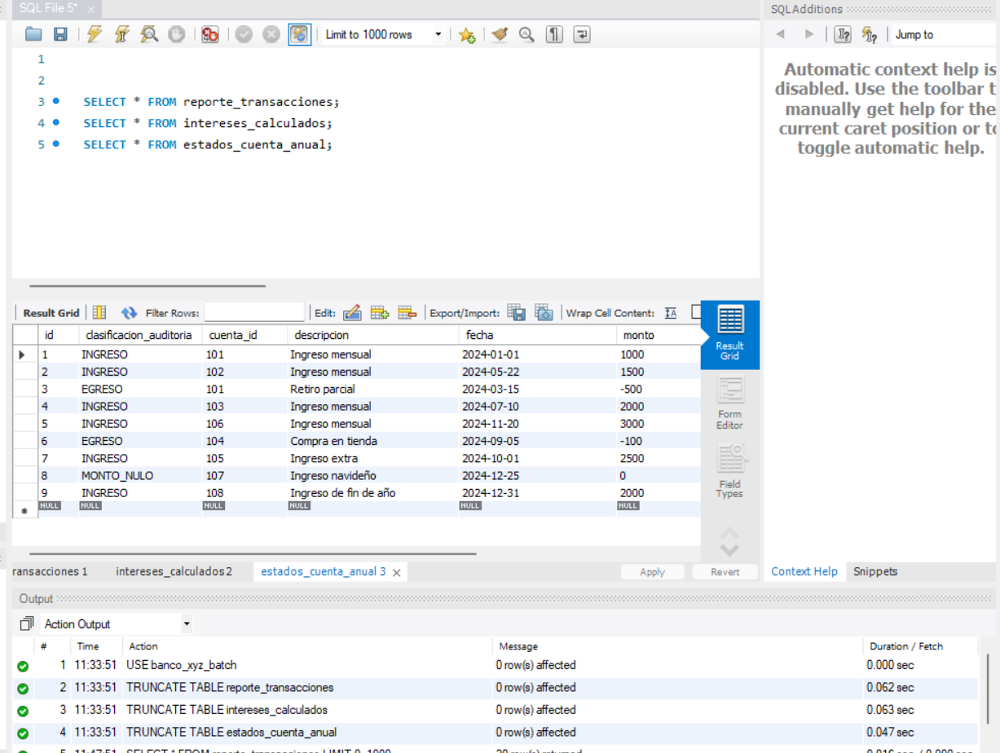 SQL File 5*
Limit to 1000 rows
1
2
3 SELECT * FROM reporte_transacciones;
4 SELECT * FROM intereses_calculados;
5 SELECT * FROM estados_cuenta_anual;
SQLAdditions
Jump to
Automatic context help is
disabled. Use the toolbar t
manually get help for the
current caret position or to
toggle automatic help.
Result Grid Filter Rows: Edit: Export/Import: Wrap Cell Content:
id clasificacion_auditoria cuenta_id descripcion fecha monto
1 INGRESO 101 Ingreso mensual 2024-01-01 1000
2 INGRESO 102 Ingreso mensual 2024-05-22 1500
3 EGRESO 101 Retiro parcial 2024-03-15 -500
4 INGRESO 103 Ingreso mensual 2024-07-10 2000
5 INGRESO 106 Ingreso mensual 2024-11-20 3000
6 EGRESO 104 Compra en tienda 2024-09-05 -100
7 INGRESO 105 Ingreso extra 2024-10-01 2500
8 MONTO_NULO 107 Ingreso navideño 2024-12-25 0
9 INGRESO 108 Ingreso de fin de año 2024-12-31 2000
NULL NULL NULL NULL NULL NULL
Result
Grid
Form
Editor
Field
Types
ransacciones 1 intereses_calculados 2 estados_cuenta_anual 3
Apply Revert
Context Help Snippets
Output
Action Output
# Time Action Message Duration / Fetch
1 11:33:51 USE banco_xyz_batch 0 row(s) affected 0.000 sec
2 11:33:51 TRUNCATE TABLE reporte_transacciones 0 row(s) affected 0.062 sec
3 11:33:51 TRUNCATE TABLE intereses_calculados 0 row(s) affected 0.063 sec
4 11:33:51 TRUNCATE TABLE estados_cuenta_anual 0 row(s) affected 0.047 sec
5 11:47:51 SELECT * FROM reporte_transacciones LIMIT 0, 1000